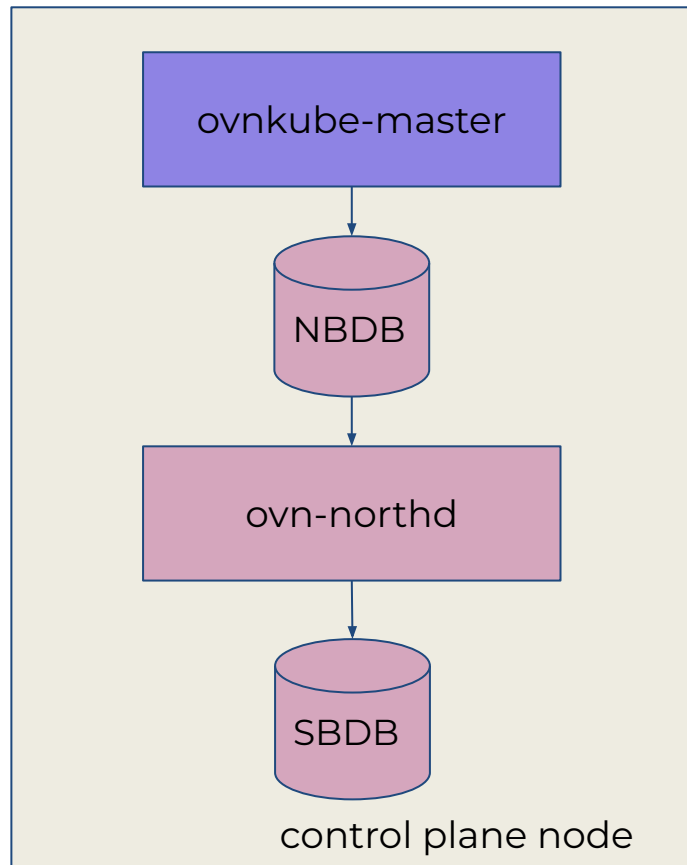 ovnkube-master
NBDB
ovn-northd
SBDB
control plane node